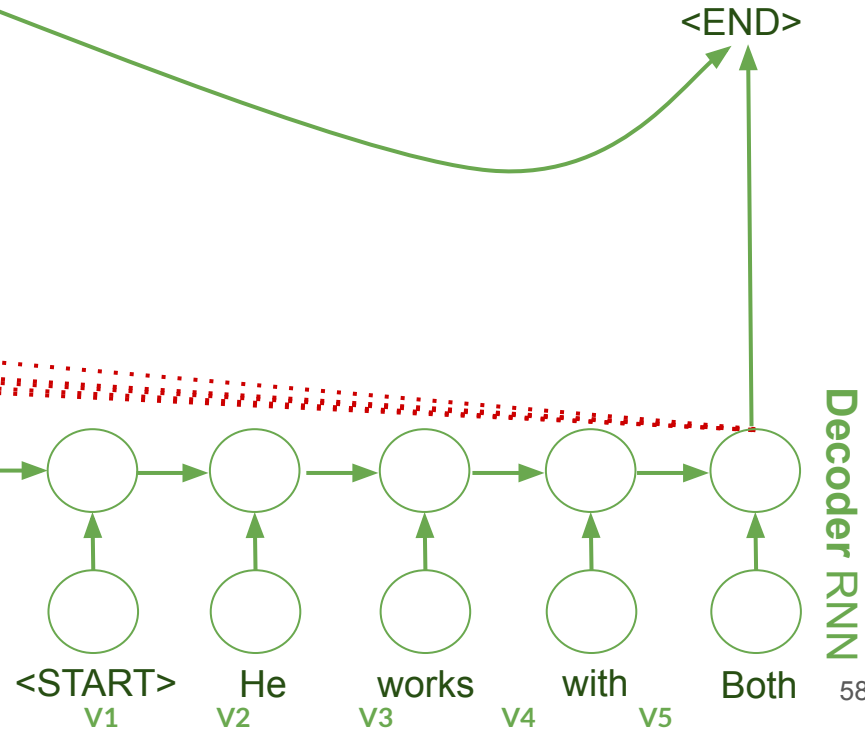 <END>
Decoder RNN
<START> He works with Both
58
V1 V2 V3 V4 V5